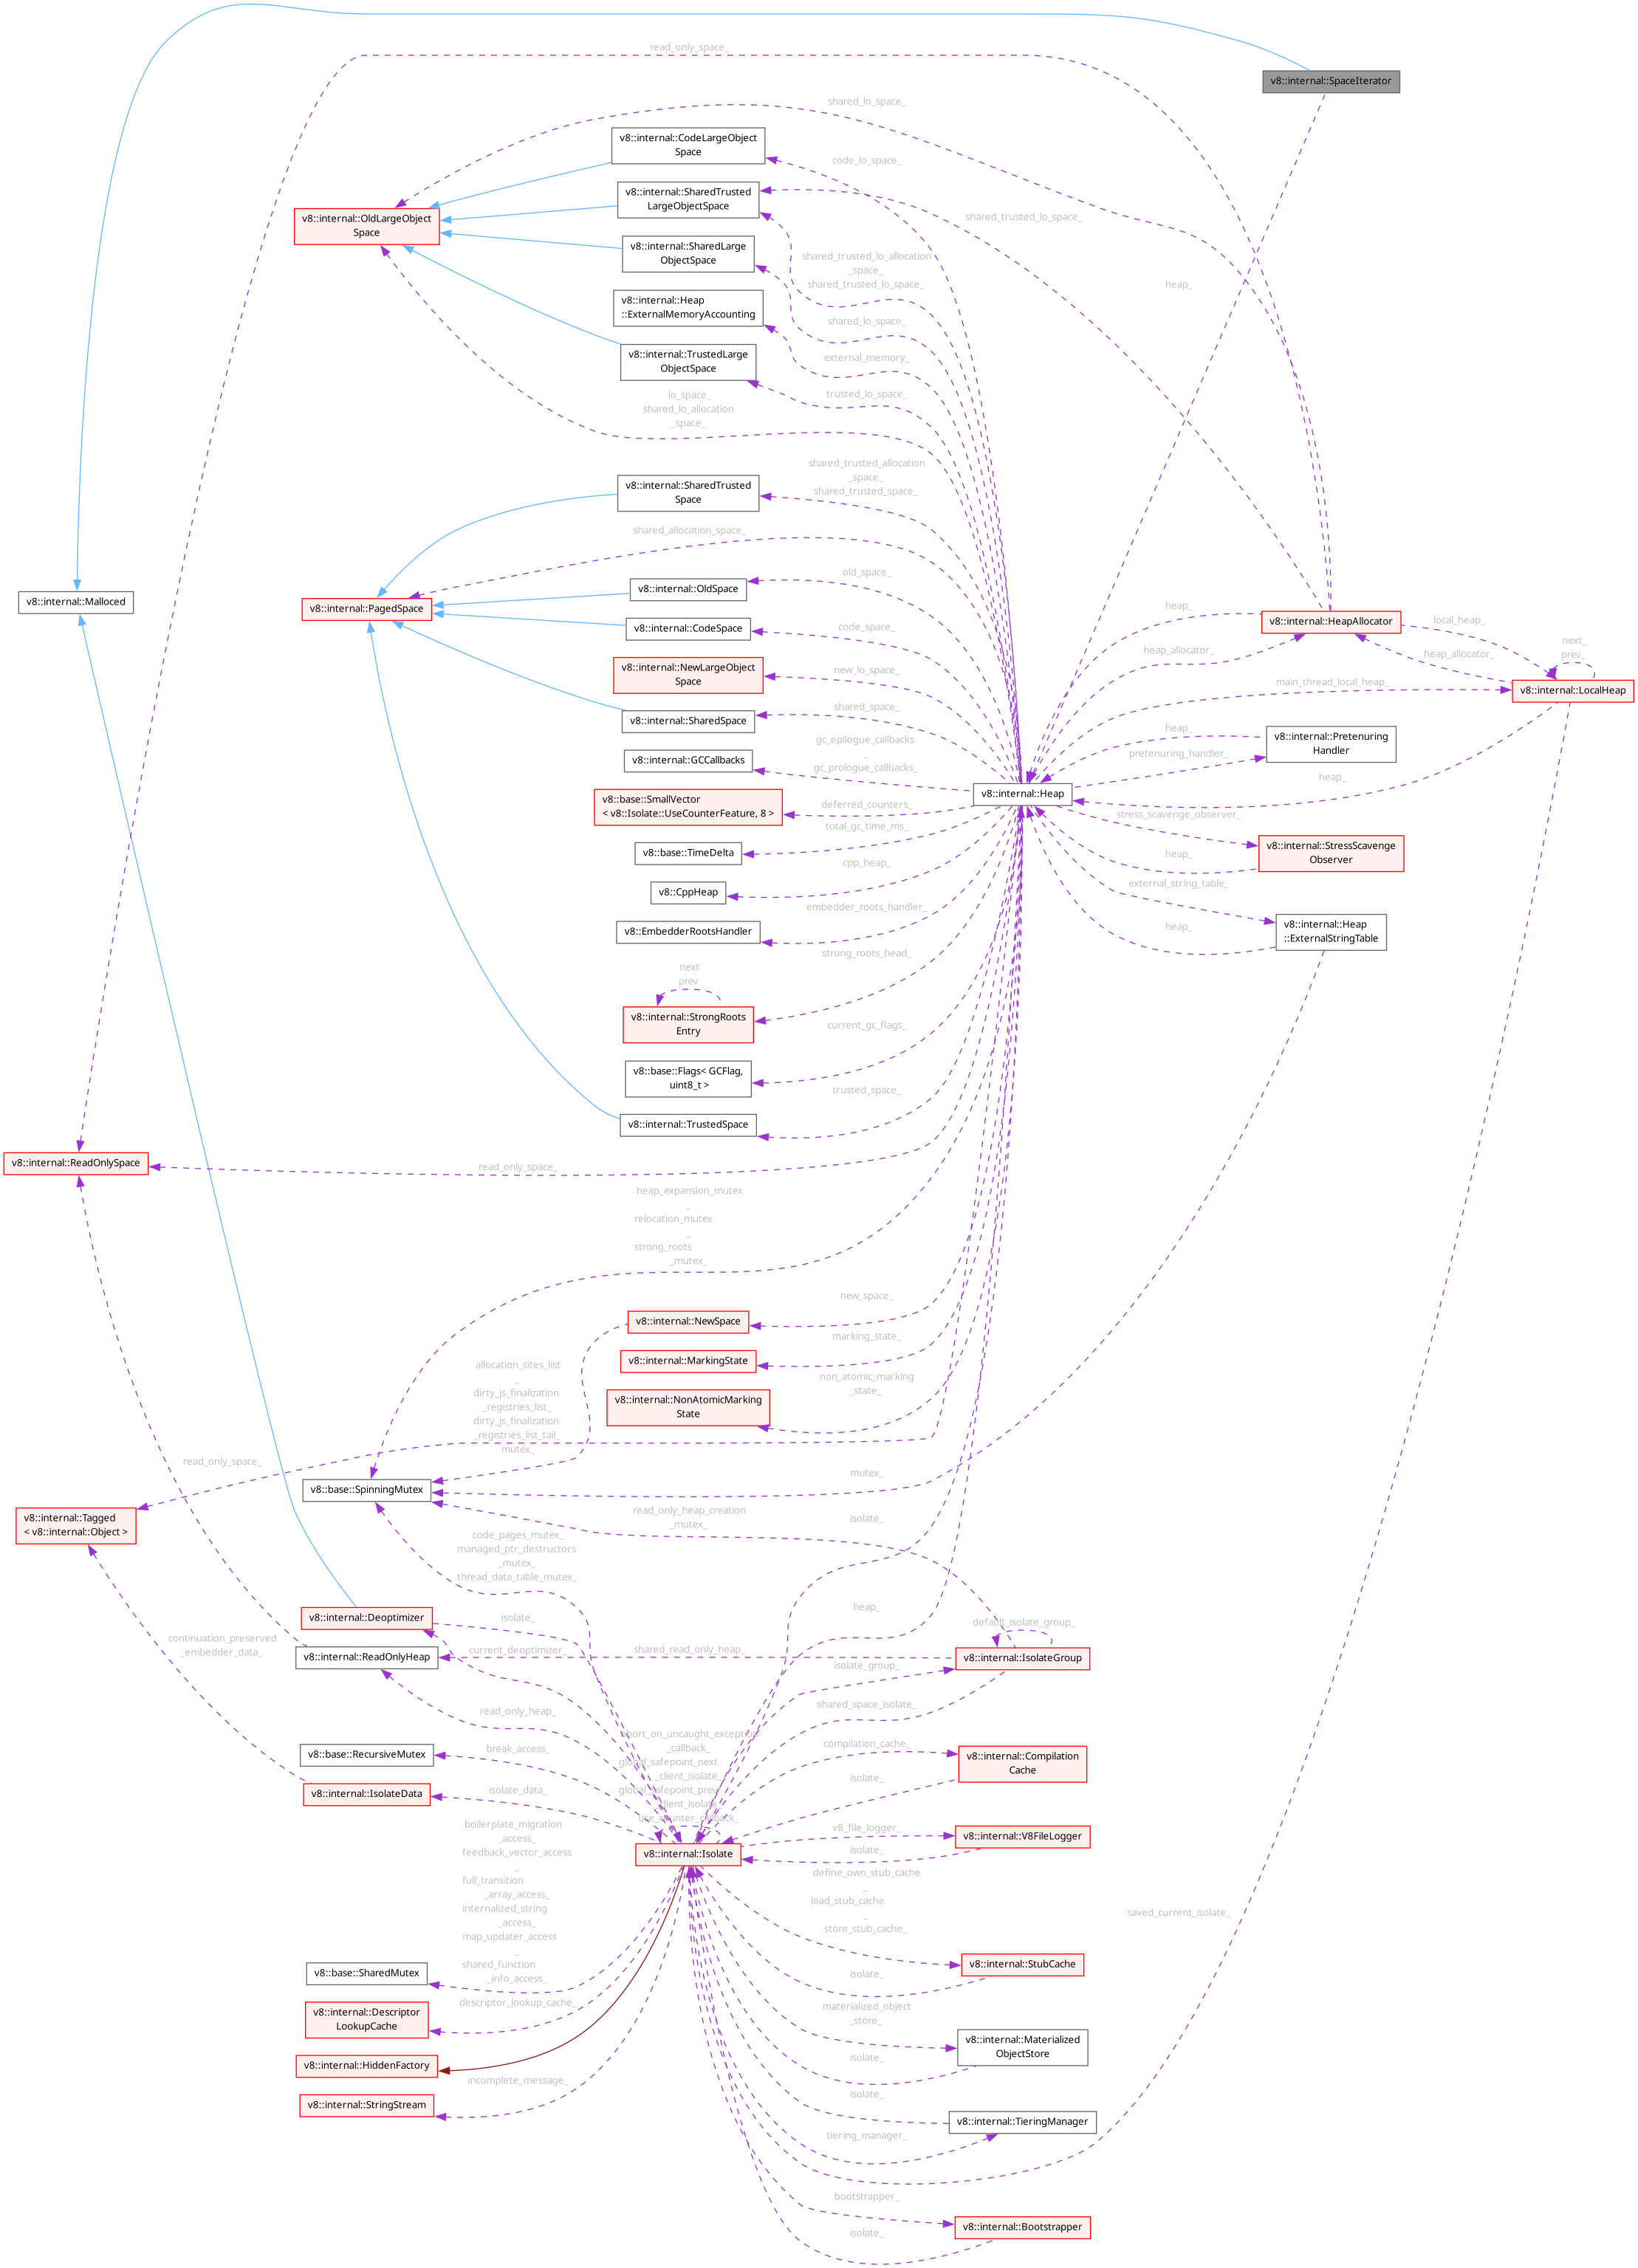 read_only_space_
v8::internal::SpaceIterator
shared_lo_space_
v8::internal::CodeLargeObject
Space
code_lo_space_
v8::internal::SharedTrusted
LargeObjectSpace
v8::internal::OldLargeObject
Space
shared_trusted_lo_space_
v8::internal::SharedLarge
ObjectSpace
shared_trusted_lo_allocation
_space_
shared_trusted_lo_space_
heap_
v8::internal::Heap
::ExternalMemoryAccounting
shared_lo_space_
v8::internal::TrustedLarge
ObjectSpace
external_memory_
trusted_lo_space_
lo_space_
shared_lo_allocation
_space_
v8::internal::SharedTrusted
Space
shared_trusted_allocation
_space_
shared_trusted_space_
shared_allocation_space_
v8::internal::Malloced
v8::internal::PagedSpace
v8::internal::OldSpace
old_space_
v8::internal::CodeSpace
code_space_
heap_
v8::internal::HeapAllocator
local_heap_
next_
prev_
heap_allocator_
heap_allocator_
v8::internal::NewLargeObject
Space
new_lo_space_
main_thread_local_heap_
v8::internal::LocalHeap
v8::internal::SharedSpace
shared_space_
heap_
v8::internal::Pretenuring
Handler
pretenuring_handler_
v8::internal::GCCallbacks
gc_epilogue_callbacks
_
gc_prologue_callbacks_
heap_
v8::internal::Heap
v8::base::SmallVector
< v8::Isolate::UseCounterFeature, 8 >
deferred_counters_
stress_scavenge_observer_
v8::base::TimeDelta
total_gc_time_ms_
heap_
v8::internal::StressScavenge
Observer
v8::CppHeap
cpp_heap_
external_string_table_
v8::EmbedderRootsHandler
embedder_roots_handler_
heap_
v8::internal::Heap
::ExternalStringTable
strong_roots_head_
next
prev
v8::internal::StrongRoots
Entry
current_gc_flags_
v8::base::Flags< GCFlag,
uint8_t >
trusted_space_
v8::internal::TrustedSpace
v8::internal::ReadOnlySpace
read_only_space_
heap_expansion_mutex
_
relocation_mutex
_
strong_roots
_mutex_
new_space_
v8::internal::NewSpace
marking_state_
v8::internal::MarkingState
allocation_sites_list
_
dirty_js_finalization
_registries_list_
dirty_js_finalization
_registries_list_tail_
non_atomic_marking
_state_
v8::internal::NonAtomicMarking
State
mutex_
read_only_space_
v8::base::SpinningMutex
mutex_
v8::internal::Tagged
< v8::internal::Object >
read_only_heap_creation
_mutex_
isolate_
code_pages_mutex_
managed_ptr_destructors
_mutex_
thread_data_table_mutex_
v8::internal::Deoptimizer
isolate_
heap_
default_isolate_group_
continuation_preserved
_embedder_data_
v8::internal::ReadOnlyHeap
current_deoptimizer_
shared_read_only_heap_
v8::internal::IsolateGroup
isolate_group_
read_only_heap_
shared_space_isolate_
v8::base::RecursiveMutex
break_access_
abort_on_uncaught_exception
_callback_
global_safepoint_next
_client_isolate_
global_safepoint_prev
_client_isolate_
use_counter_callback_
compilation_cache_
v8::internal::Compilation
Cache
v8::internal::IsolateData
isolate_data_
isolate_
boilerplate_migration
_access_
feedback_vector_access
_
full_transition
_array_access_
internalized_string
_access_
map_updater_access
_
shared_function
_info_access_
v8::internal::Isolate
v8_file_logger_
v8::internal::V8FileLogger
isolate_
define_own_stub_cache
_
load_stub_cache
_
store_stub_cache_
saved_current_isolate_
v8::base::SharedMutex
v8::internal::StubCache
isolate_
v8::internal::Descriptor
LookupCache
descriptor_lookup_cache_
materialized_object
_store_
v8::internal::Materialized
ObjectStore
v8::internal::HiddenFactory
isolate_
v8::internal::StringStream
incomplete_message_
isolate_
v8::internal::TieringManager
tiering_manager_
bootstrapper_
v8::internal::Bootstrapper
isolate_